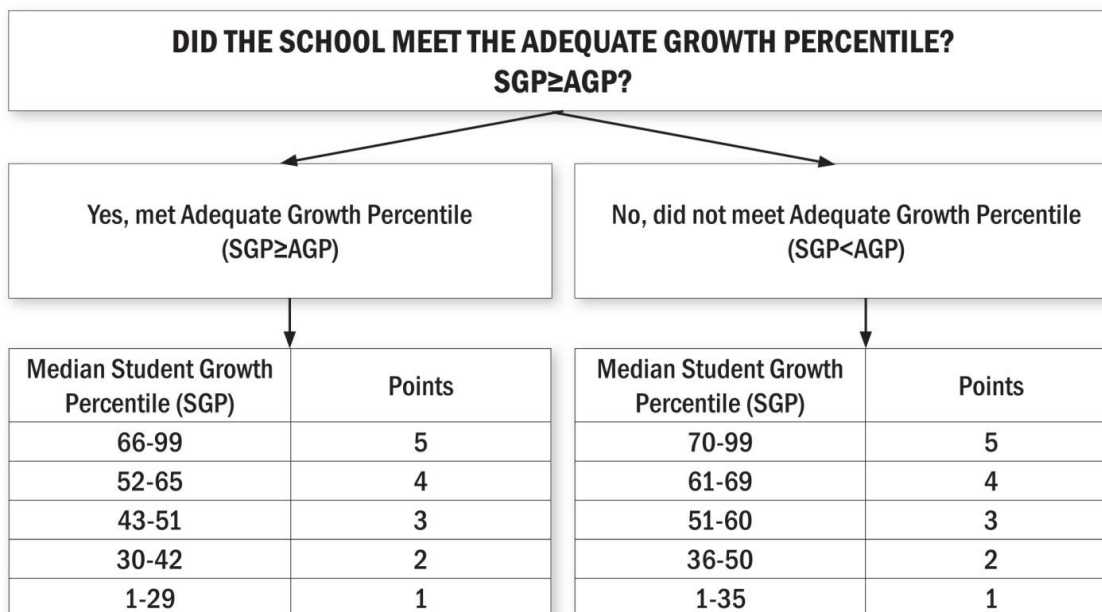 DID THE SCHOOL MEET THE ADEQUATE GROWTH PERCENTILE?
SGP≥AGP?
Yes, met Adequate Growth Percentile
(SGP≥AGP)
No, did not meet Adequate Growth Percentile
(SGP<AGP)
Median Student Growth
Percentile (SGP)
Points
66-99 5
52-65 4
43-51 3
30-42 2
1-29 1
Median Student Growth
Percentile (SGP)
Points
70-99 5
61-69 4
51-60 3
36-50 2
1-35 1